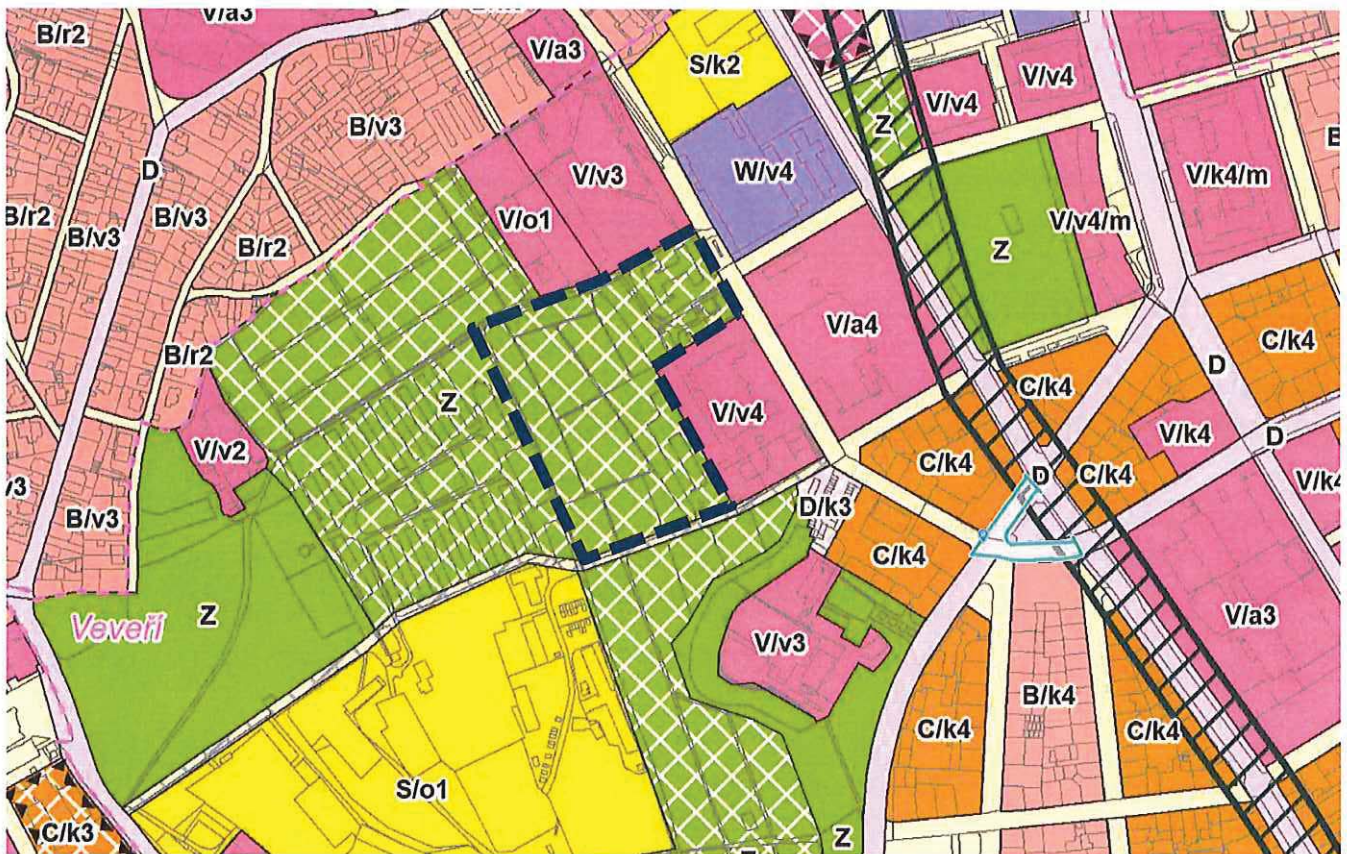 V/a3
B/r2
V/a3
S/k2
V/v4
V/v4
B/v3
Z
D
V/v3
W/v4
V/k4/m
B/r2
B/v3
B/v3
V/o1
V/v4/m
B/r2
Z
V/a4
B/r2
C/k4
D
Z
C/k4
V/v2
V/v4
V/k4
D
C/k4
D
C/k4
B/v3
D/k3
C/k4
V/a3
Veveří
Z
V/v3
B/k4
C/k4
C/k4
S/o1
C/k3
Z